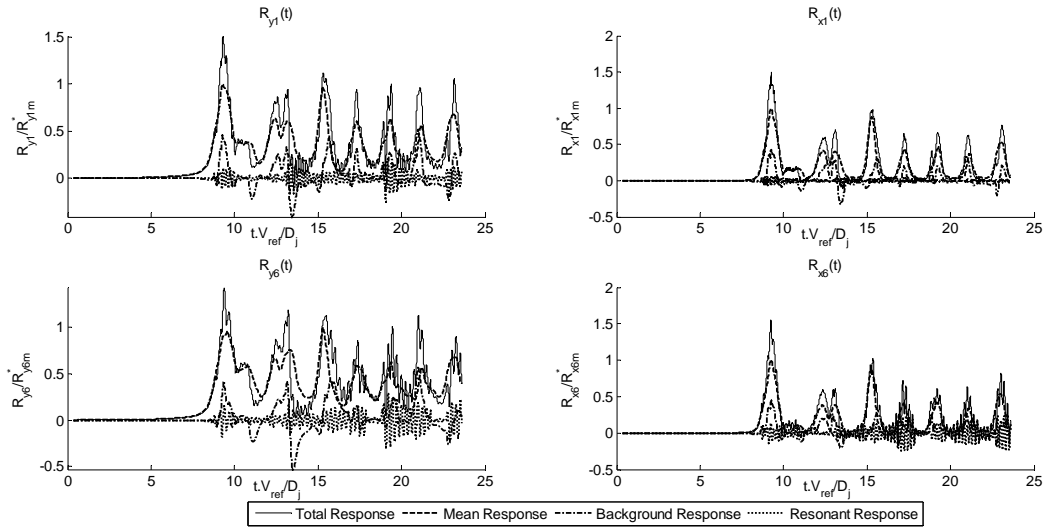 R_y1(t)
R_y1/R*_y1m
1.5
1
0.5
0
0 5 10 15 20 25
t.V_ref/D_j
R_x1(t)
R_x1/R*_x1m
2
1.5
1
0.5
0
-0.5
0 5 10 15 20 25
t.V_ref/D_j
R_y6(t)
R_y6/R*_y6m
1
0.5
0
-0.5
0 5 10 15 20 25
t.V_ref/D_j
R_x6(t)
R_x6/R*_x6m
2
1.5
1
0.5
0
-0.5
0 5 10 15 20 25
t.V_ref/D_j
Total Response Mean Response Background Response Resonant Response